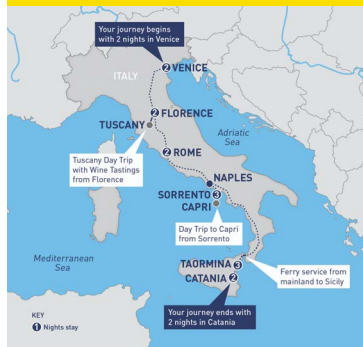 Your journey begins
with 2 nights in Venice
ITALY
2 VENICE
2 FLORENCE
TUSCANY
Adriatic
Sea
Tuscany Day Trip
with Wine Tastings
from Florence
2 ROME
NAPLES
SORRENTO 3
CAPRI
Day Trip to Capri
from Sorrento
Mediterranean
Sea
TAORMINA 3
CATANIA 2
Ferry service from
mainland to Sicily
Your journey ends with
2 nights in Catania
KEY
1 Nights stay